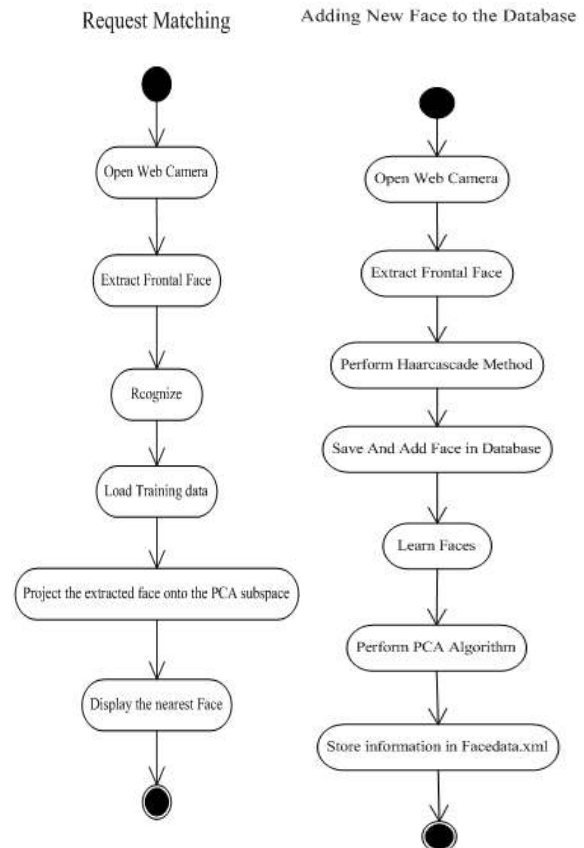 Request Matching
Open Web Camera
Extract Frontal Face
Rcognize
Load Training data
Project the extracted face onto the PCA subspace
Display the nearest Face
Adding New Face to the Database
Open Web Camera
Extract Frontal Face
Perform Haarcascade Method
Save And Add Face in Database
Learn Faces
Perform PCA Algorithm
Store information in Facedata.xml